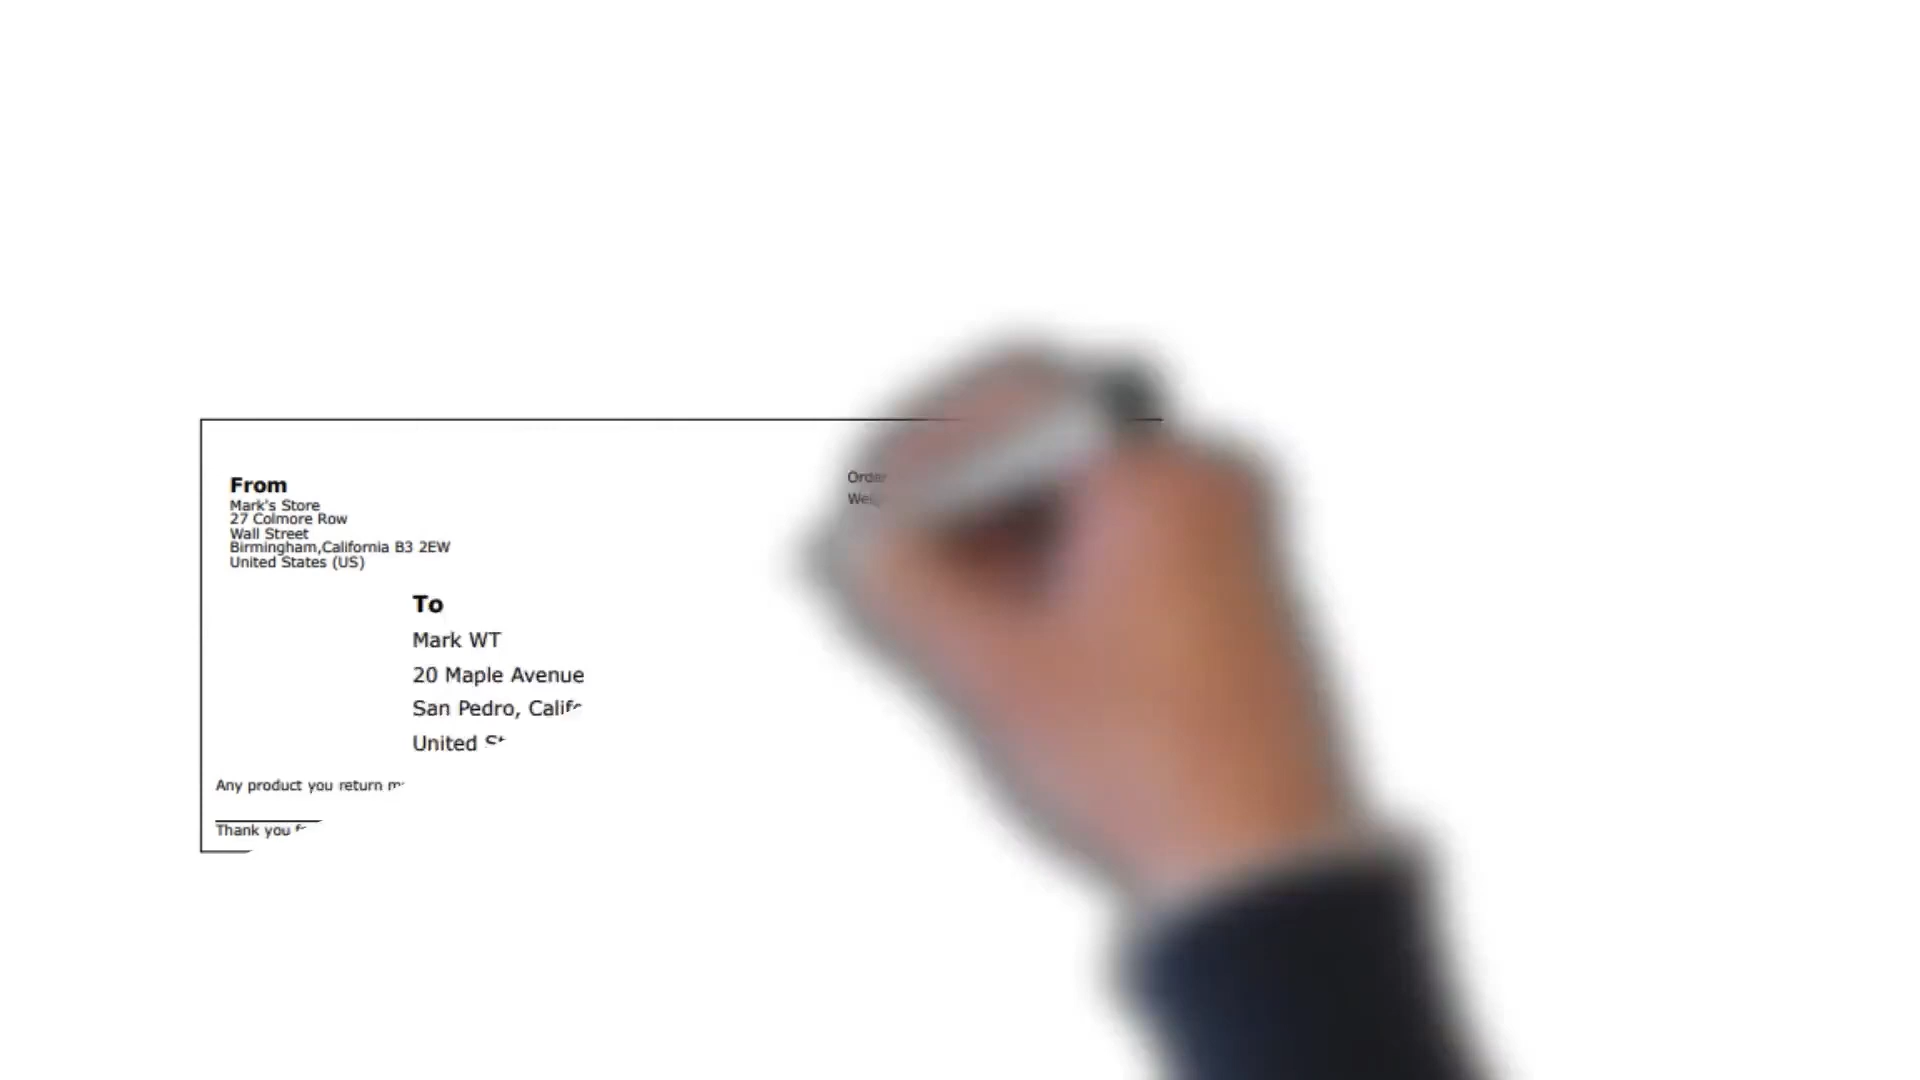 From
Mark's Store
27 Colmore Row
Wall Street
Birmingham,California B3 2EW
United States (US)
To
Mark WT
20 Maple Avenue
San Pedro,
United
Any product you return
Thank you